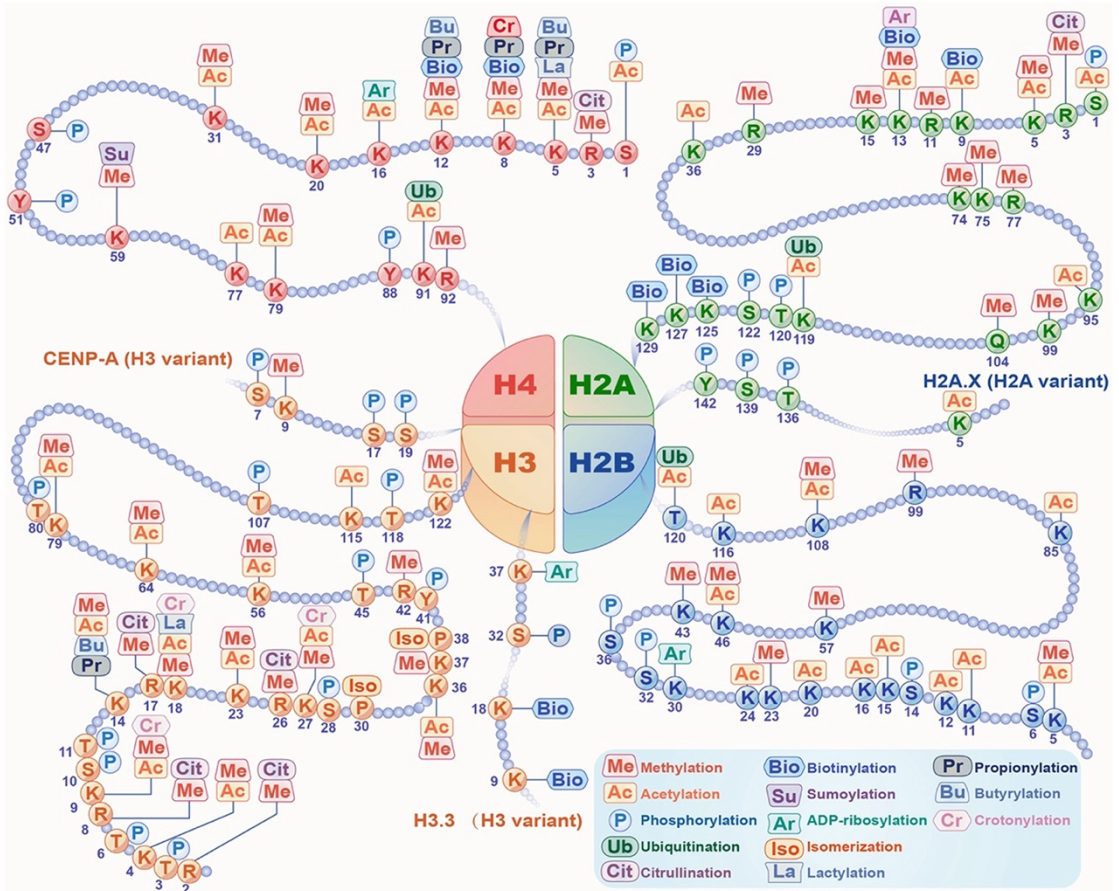 Bu Cr Bu
Pr Pr Pr P
Me Bio Bio La Ac
Ac Me Ar Me Me Me Cit
Ac Ac Ac Ac Ac Me
K K K K K K R S
31 20 16 12 8 5 3 1
S P
47
Y P
51
Su
Me
K
59
Ac Me
Ac
K K
77 79
P Ub Me
Ac
Y K R
88 91 92
Ar Cit
Bio Bio Me P
Me Me Ac Me Ac Me Ac Ac
Ac Me Ac
K R K K R K K R S
36 29 15 13 11 9 5 3 1
Me Me Me
K K R
74 75 77
Ac Me Me
K K Q
95 99 104
Bio Bio Bio P P Ub
Ac
K K K S T K
129 127 125 122 120 119
CENP-A (H3 variant)
P Me P P
S K S S
7 9 17 19
H4 H2A
H3 H2B
P P P
Y S T
142 139 136
H2A.X (H2A variant)
Ac
K
5
Me
P Ac P Ac P Me
Ac
T K T K T K
80 79 107 115 118 122
Me Me P Me P
Ac Ac
K K T R Y
64 56 45 42 41
Iso P 38
Me K 37
K 36
Ac
Me
Me Cit Cr Me Cit Cr P Iso
Ac Me La Ac Me Ac
Bu Ac Me
Pr Me
K R K K R K S P
14 17 18 23 26 27 28 30
11 T P
10 S P
Cr
Me
Ac
9 K
Cit
Me
8 R
6 T P
Me
Ac
4 K
3 T P
Cit
Me
2 R
37 K Ar
32 S P
18 K Bio
9 K Bio
H3.3 (H3 variant)
Ub
Ac Ac Me Me Ac
Ac
T K K R K
120 116 108 99 85
P Me Me Me
Ac
S K K K
36 43 46 57
P Ar Ac Me Ac Ac Ac P Ac Ac P Me
Ac
S K K K K K K S K K S K
32 30 24 23 20 16 15 14 12 11 6 5
Me Methylation Bio Biotinylation Pr Propionylation
Ac Acetylation Su Sumoylation Bu Butyrylation
P Phosphorylation Ar ADP-ribosylation Cr Crotonylation
Ub Ubiquitination Iso Isomerization
Cit Citrullination La Lactylation